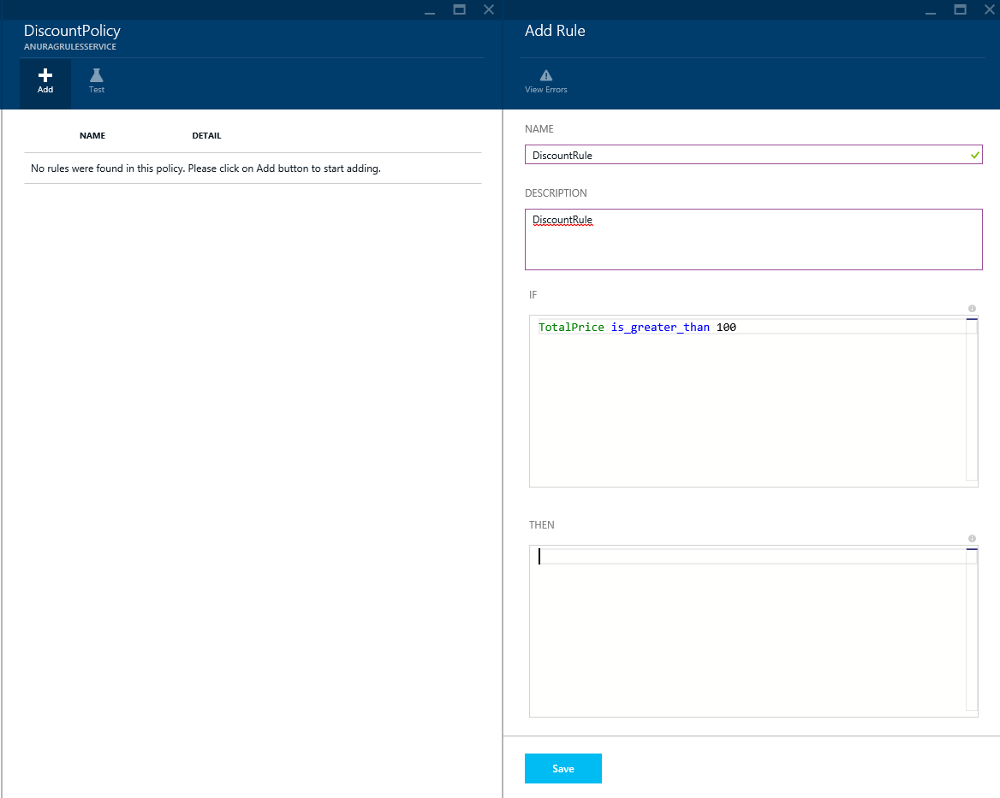 DiscountPolicy
ANURAGRULESSERVICE
Add
Test
NAME DETAIL
No rules were found in this policy. Please click on Add button to start adding.
Add Rule
View Errors
NAME
DiscountRule
DESCRIPTION
DiscountRule
IF
TotalPrice is_greater_than 100
THEN
Save